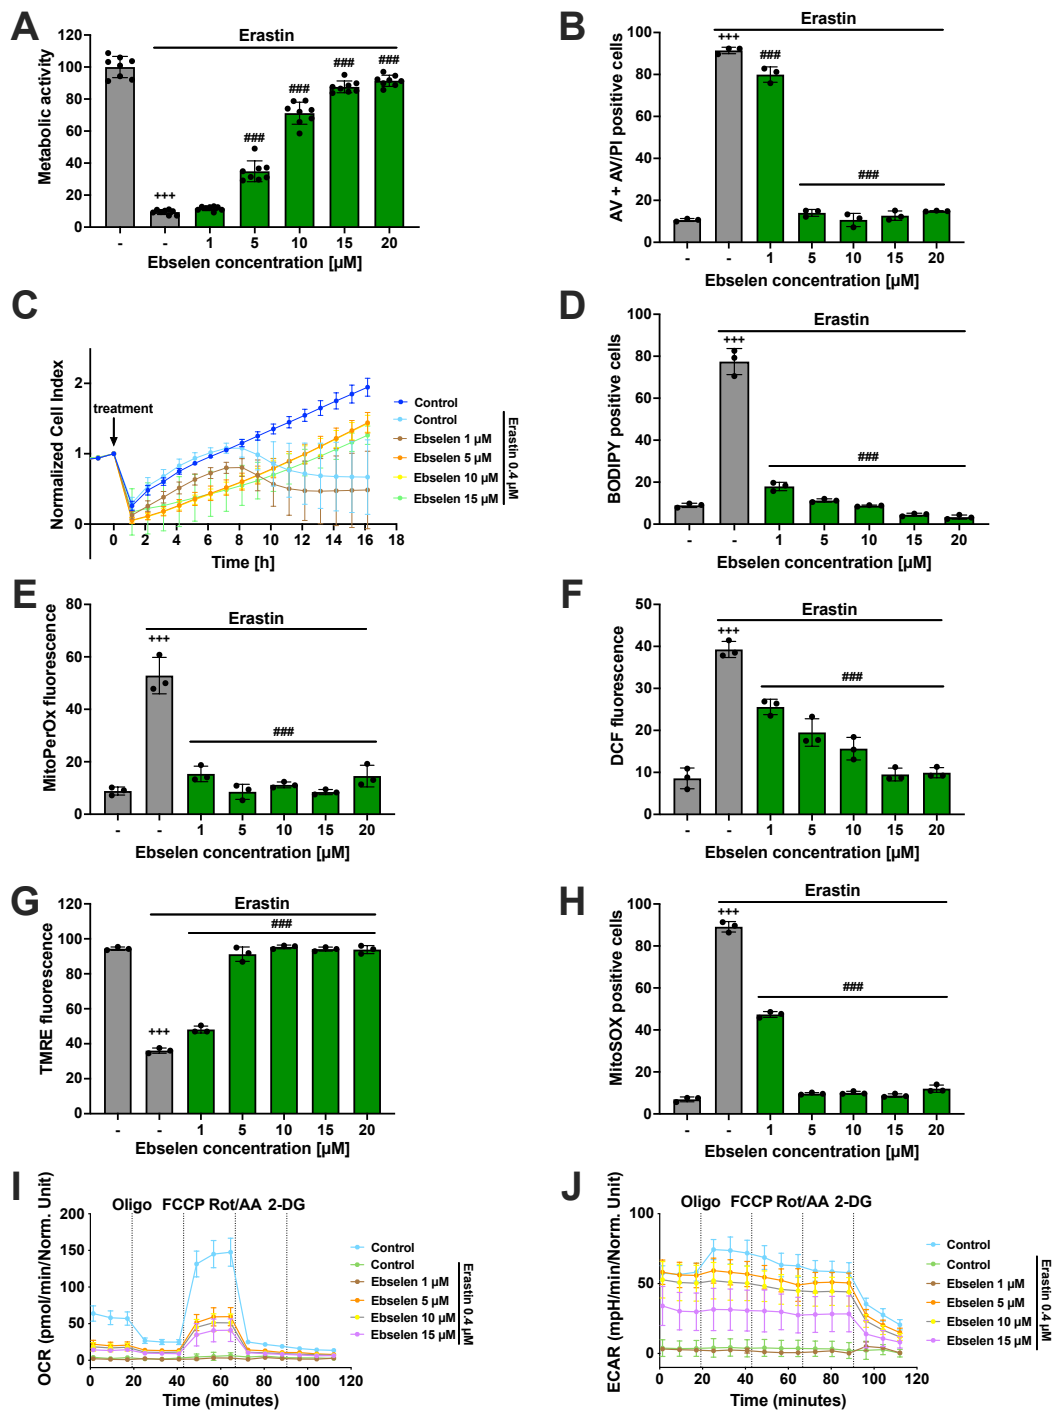 A
Erastin
Metabolic activity
120
100
80
60
40
20
0
+++
###
###
###
###
- - 1 5 10 15 20
Ebselen concentration [µM]
B
Erastin
AV + AV/PI positive cells
100
80
60
40
20
0
+++
###
###
- - 1 5 10 15 20
Ebselen concentration [µM]
C
Normalized Cell Index
2
1
0
treatment
0 2 4 6 8 10 12 14 16 18
Time [h]
Control
Control
Ebselen 1 µM
Ebselen 5 µM
Ebselen 10 µM
Ebselen 15 µM
Erastin 0.4 µM
D
Erastin
BODIPY positive cells
100
80
60
40
20
0
+++
###
- - 1 5 10 15 20
Ebselen concentration [µM]
E
Erastin
MitoPerOx fluorescence
80
60
40
20
0
+++
###
- - 1 5 10 15 20
Ebselen concentration [µM]
F
Erastin
DCF fluorescence
50
40
30
20
10
0
+++
###
- - 1 5 10 15 20
Ebselen concentration [µM]
G
Erastin
TMRE fluorescence
120
100
80
60
40
20
0
+++
###
- - 1 5 10 15 20
Ebselen concentration [µM]
H
Erastin
MitoSOX positive cells
100
80
60
40
20
0
+++
###
- - 1 5 10 15 20
Ebselen concentration [µM]
I
Oligo FCCP Rot/AA 2-DG
OCR (pmol/min/Norm. Unit)
200
150
100
50
0
0 20 40 60 80 100 120
Time (minutes)
Control
Control
Ebselen 1 µM
Ebselen 5 µM
Ebselen 10 µM
Ebselen 15 µM
Erastin 0.4 µM
J
Oligo FCCP Rot/AA 2-DG
ECAR (mpH/min/Norm. Unit)
100
50
0
0 20 40 60 80 100 120
Time (minutes)
Control
Control
Ebselen 1 µM
Ebselen 5 µM
Ebselen 10 µM
Ebselen 15 µM
Erastin 0.4 µM